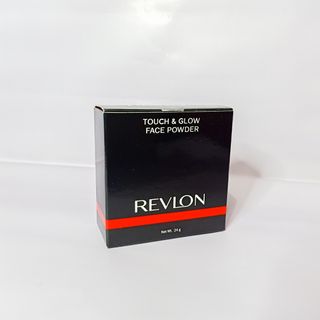 TOUCH & GLOW
FACE POWDER
REVLON
Net Wt. 24 g